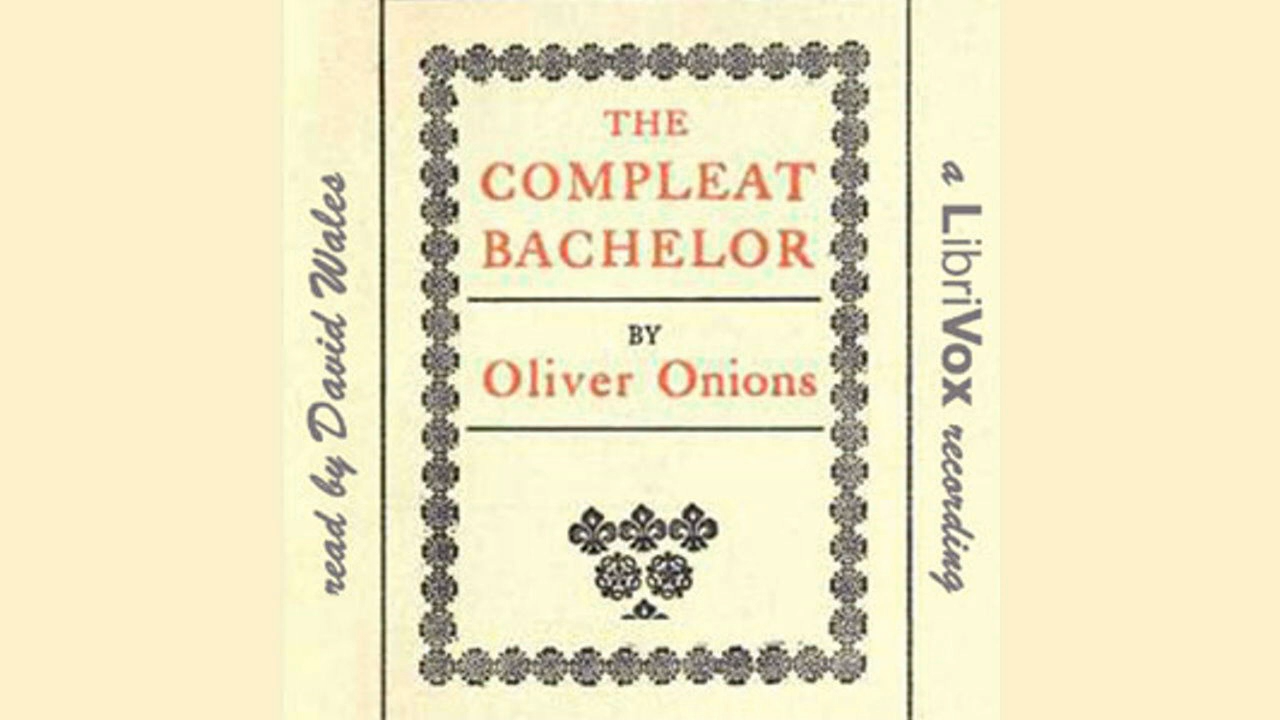 THE
COMPLEAT
BACHELOR
BY
Oliver Onions
read by David Wales
a LibriVox recording